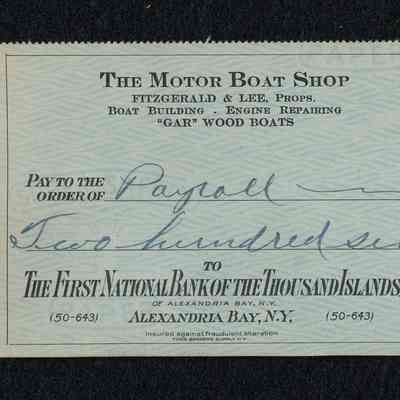 THE MOTOR BOAT SHOP
FITZGERALD & LEE, PROPS.
BOAT BUILDING - ENGINE REPAIRING
"GAR" WOOD BOATS
PAY TO THE
ORDER OF Payroll
Two hundred
TO
THE FIRST NATIONAL BANK OF THE THOUSAND ISLANDS
OF ALEXANDRIA BAY, N.Y.
(50-643) ALEXANDRIA BAY, N.Y. (50-643)
Insured against fraudulent alteration